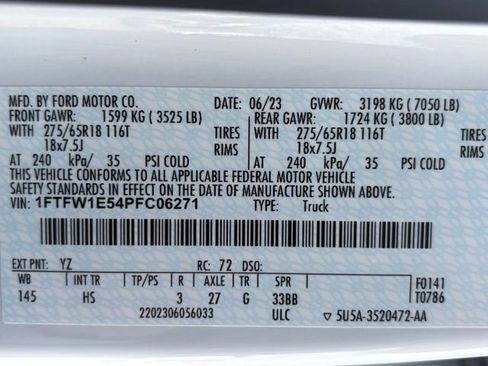 MFD. BY FORD MOTOR CO. DATE: 06/23 GVWR: 3198 KG ( 7050 LB)
FRONT GAWR: 1599 KG ( 3525 LB) REAR GAWR: 1724 KG ( 3800 LB)
WITH 275/65R18 116T TIRES WITH 275/65R18 116T TIRES
18x7.5J RIMS 18x7.5J RIMS
AT 240 kPa/ 35 PSI COLD AT 240 kPa/ 35 PSI COLD
THIS VEHICLE CONFORMS TO ALL APPLICABLE FEDERAL MOTOR VEHICLE
SAFETY STANDARDS IN EFFECT ON THE DATE OF MANUFACTURE SHOWN ABOVE.
VIN: 1FTFW1E54PFC06271 TYPE: Truck
EXT PNT: YZ RC: 72 DSO: F0141
WB INT TR TP/PS R AXLE TR SPR T0786
145 HS 3 27 G 33BB
2202306056033 ULC ▽ 5U5A-3520472-AA